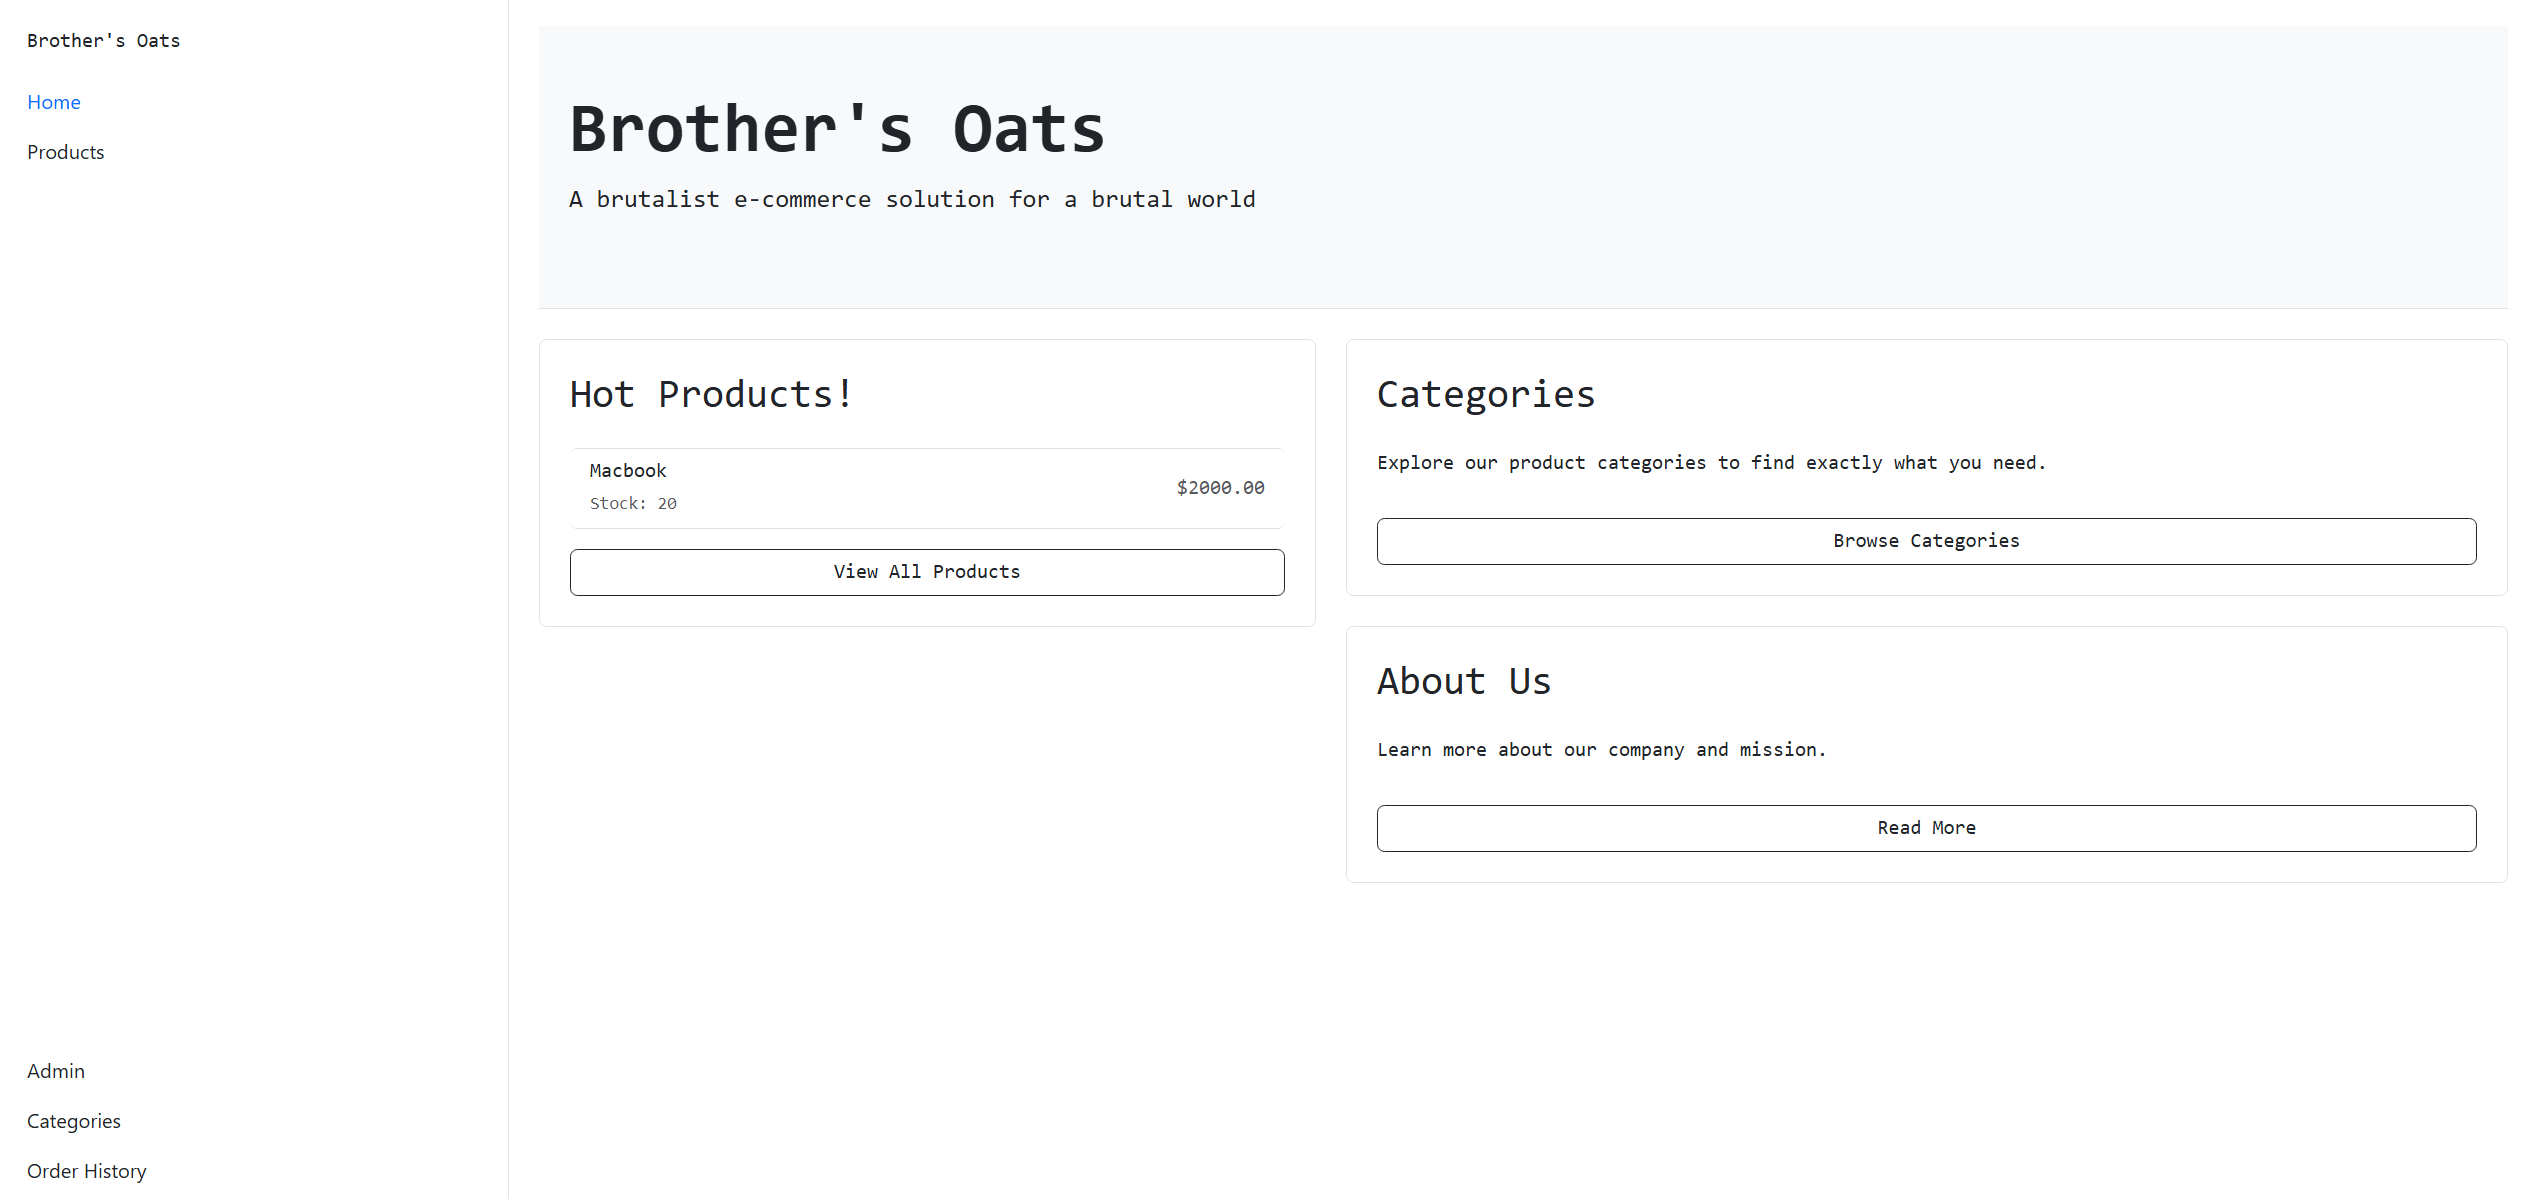 Brother's Oats
Home
Products
Admin
Categories
Order History
Brother's Oats
A brutalist e-commerce solution for a brutal world
Hot Products!
Macbook
Stock: 20
$2000.00
View All Products
Categories
Explore our product categories to find exactly what you need.
Browse Categories
About Us
Learn more about our company and mission.
Read More